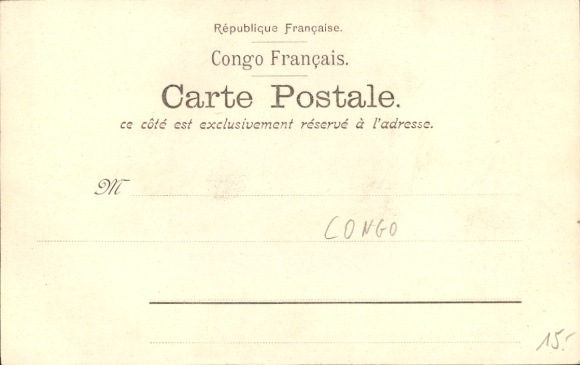 République Française.
Congo Français.
Carte Postale.
ce côté est exclusivement réservé à l'adresse.
M
CONGO
15.-